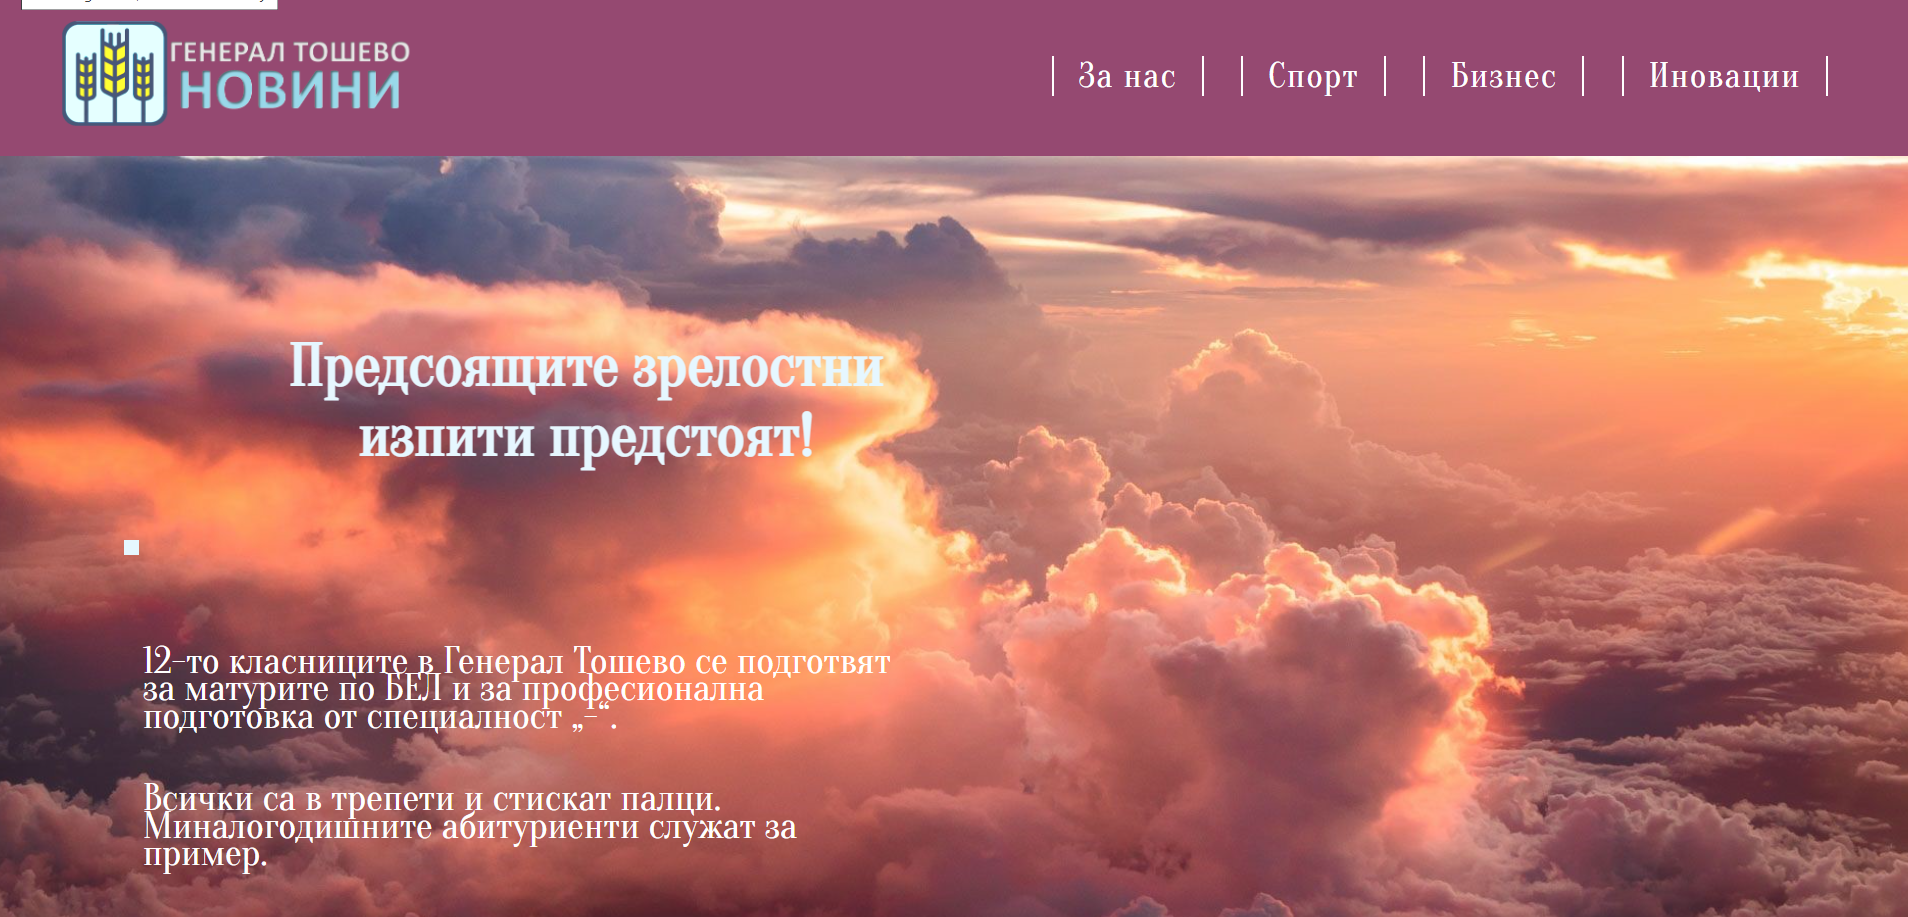 ГЕНЕРАЛ ТОШЕВО
НОВИНИ
За нас
Спорт
Бизнес
Иновации
Предсоящите зрелостни
изпити предстоят!
12-то класниците в Генерал Тошево се подготвят
за матурите по БЕЛ и за професионална
подготовка от специалност „-“.
Всички са в трепети и стискат палци.
Миналогодишните абитуриенти служат за
пример.